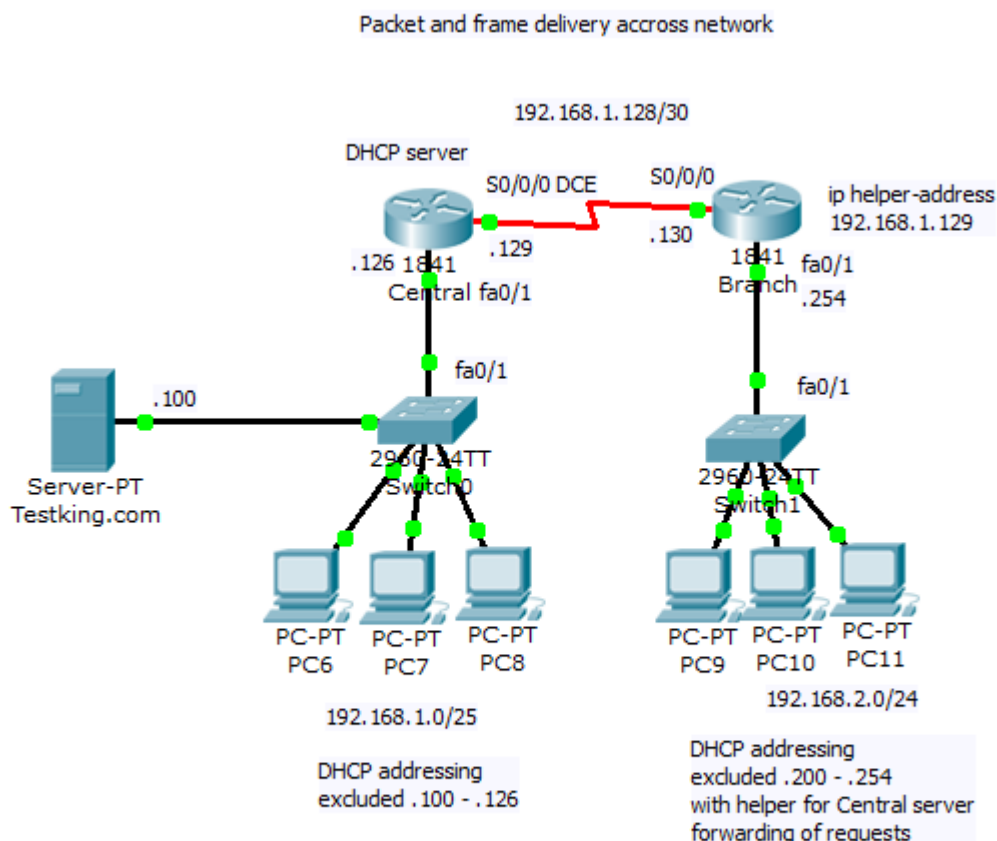 Packet and frame delivery accross network
192.168.1.128/30
DHCP server
S0/0/0 DCE
S0/0/0
ip helper-address
192.168.1.129
.126
1841
.129
.130
1841
fa0/1
Central fa0/1
Branch
.254
fa0/1
fa0/1
.100
2960-24TT
Switch0
2960-24TT
Switch1
Server-PT
Testking.com
PC-PT
PC6
PC-PT
PC7
PC-PT
PC8
PC-PT
PC9
PC-PT
PC10
PC-PT
PC11
192.168.1.0/25
192.168.2.0/24
DHCP addressing
excluded .100 - .126
DHCP addressing
excluded .200 - .254
with helper for Central server
forwarding of requests